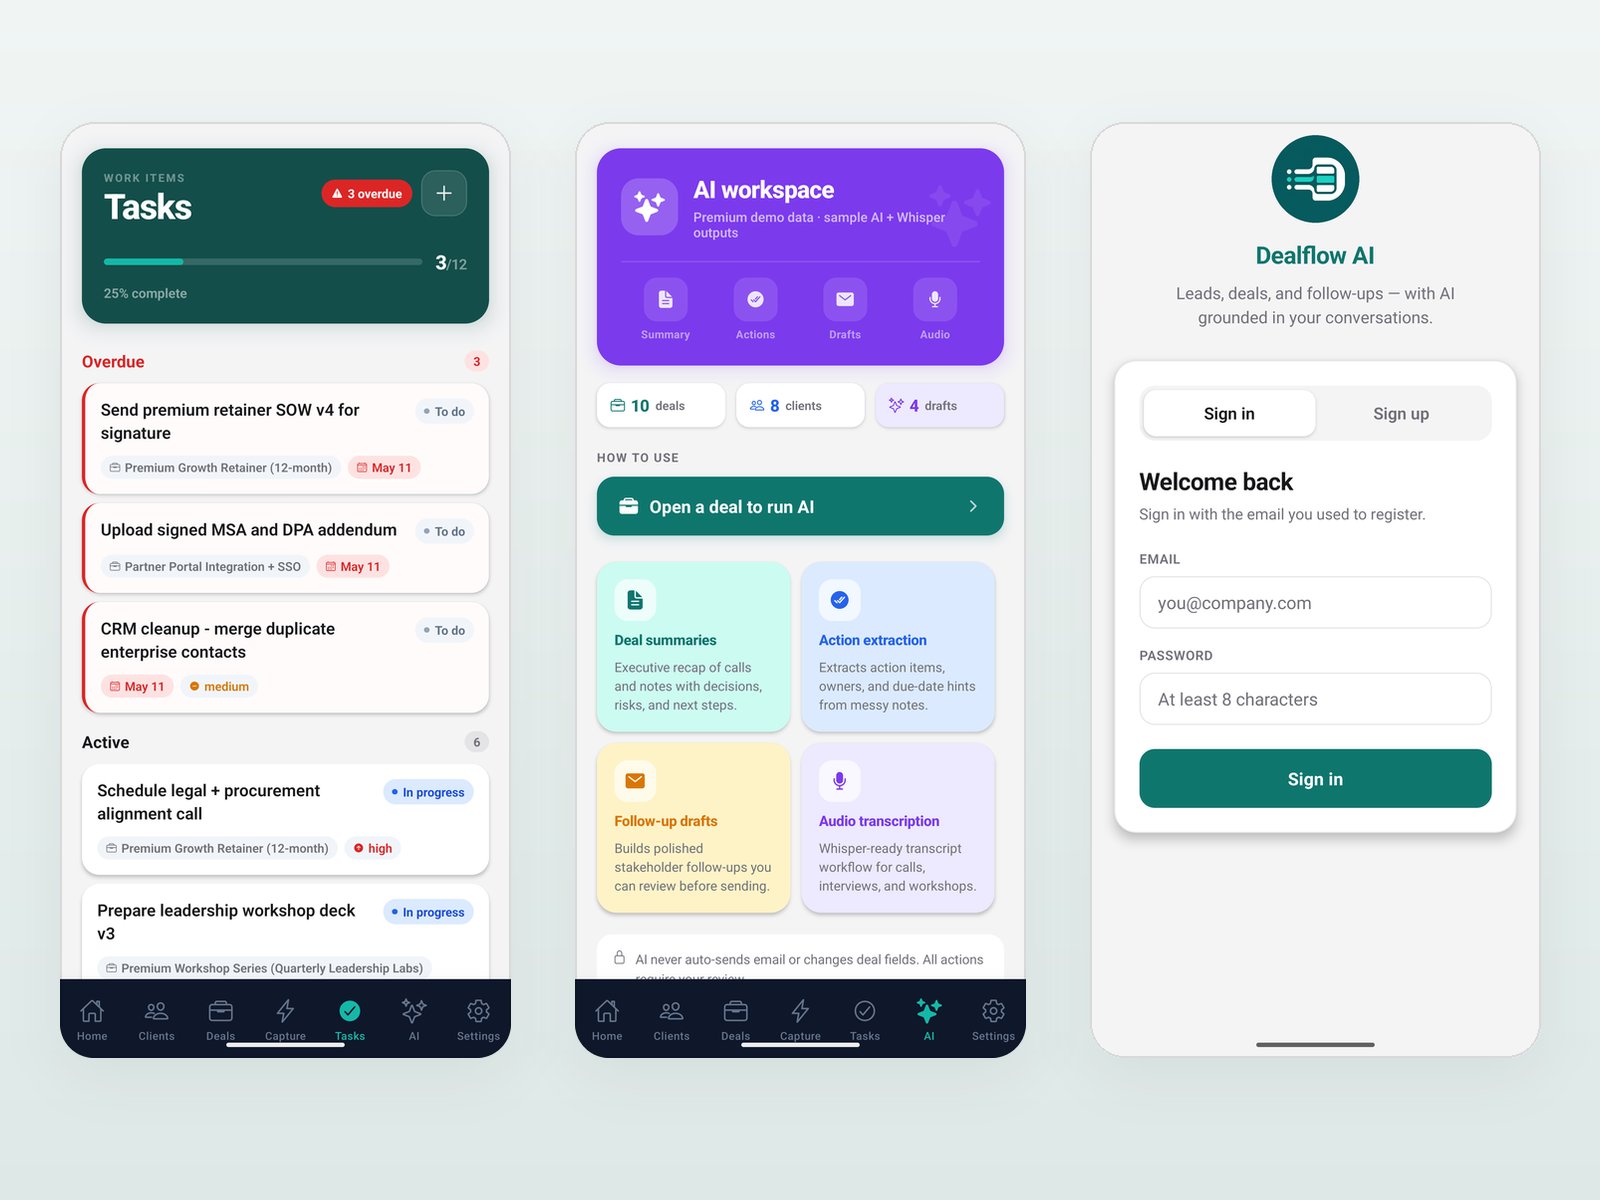 WORK ITEMS
Tasks
3 overdue
3/12
25% complete
Overdue
3
Send premium retainer SOW v4 for
signature
To do
Premium Growth Retainer (12-month)
May 11
Upload signed MSA and DPA addendum
To do
Partner Portal Integration + SSO
May 11
CRM cleanup - merge duplicate
enterprise contacts
To do
May 11
medium
Active
6
Schedule legal + procurement
alignment call
In progress
Premium Growth Retainer (12-month)
high
Prepare leadership workshop deck
v3
In progress
Premium Workshop Series (Quarterly Leadership Labs)
Home
Clients
Deals
Capture
Tasks
AI
Settings
AI workspace
Premium demo data · sample AI + Whisper
outputs
Summary
Actions
Drafts
Audio
10 deals
8 clients
4 drafts
HOW TO USE
Open a deal to run AI
Deal summaries
Executive recap of calls
and notes with decisions,
risks, and next steps.
Action extraction
Extracts action items,
owners, and due-date hints
from messy notes.
Follow-up drafts
Builds polished
stakeholder follow-ups you
can review before sending.
Audio transcription
Whisper-ready transcript
workflow for calls,
interviews, and workshops.
AI never auto-sends email or changes deal fields. All actions
require your review
Home
Clients
Deals
Capture
Tasks
AI
Settings
Dealflow AI
Leads, deals, and follow-ups — with AI
grounded in your conversations.
Sign in
Sign up
Welcome back
Sign in with the email you used to register.
EMAIL
you@company.com
PASSWORD
At least 8 characters
Sign in